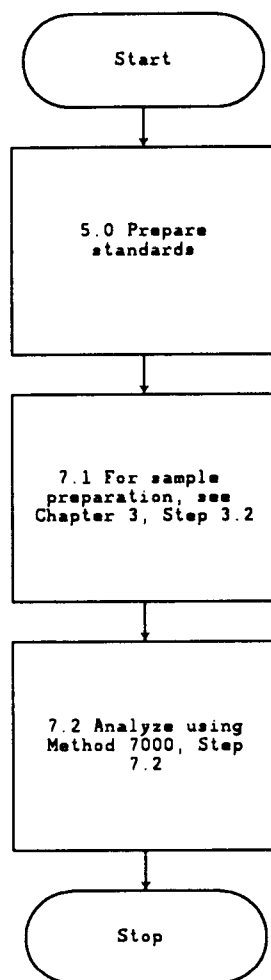 Start
5.0 Prepare
standards
7.1 For sample
preparation, see
Chapter 3, Step 3.2
7.2 Analyze using
Method 7000, Step
7.2
Stop